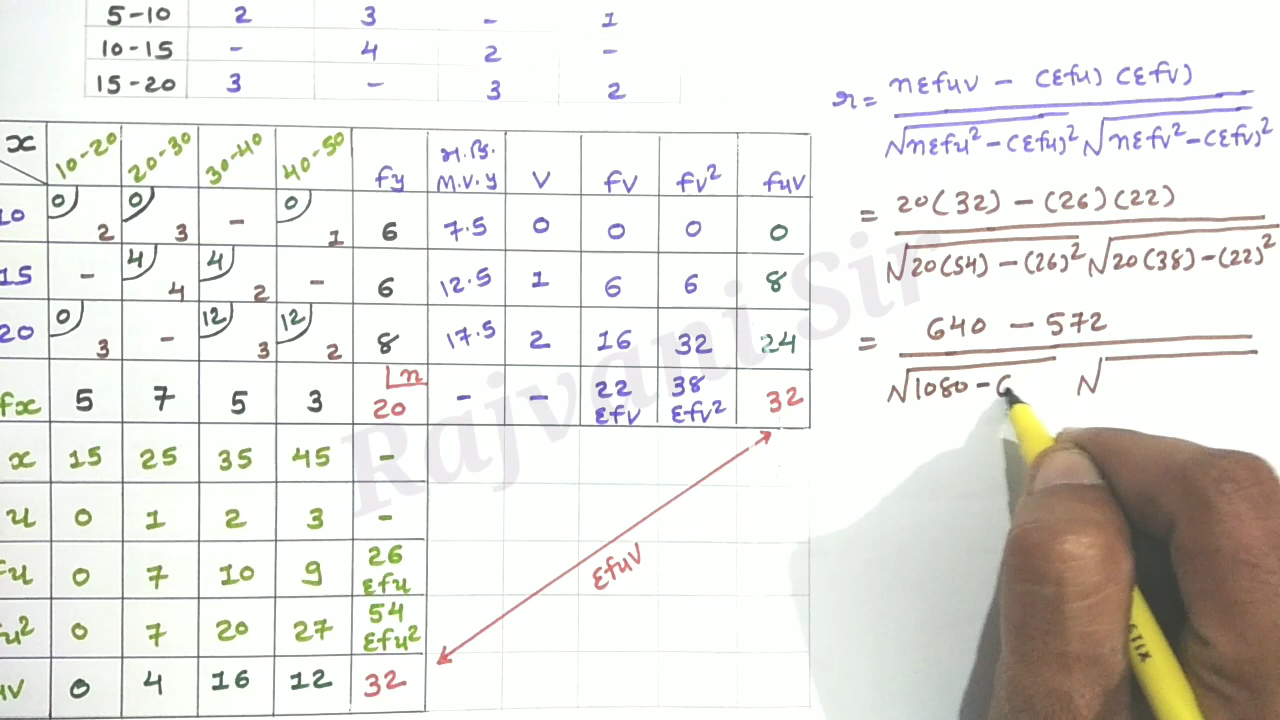 5-10 2 3 - 1
10-15 - 4 2 -
15-20 3 - 3 2
x 10-20 20-30 30-40 40-50 fy M.V.y V fv fv² fuv
10 0 2 0 3 - 0 1 6 7.5 0 0 0 0
15 - 4 4 4 2 - 6 12.5 1 6 6 8
20 0 3 - 12 3 12 2 8 17.5 2 16 32 24
fx 5 7 5 3 n 20 - - 22 Σfv 38 Σfv² 32
x 15 25 35 45 -
u 0 1 2 3 -
fu 0 7 10 9 26 Σfu
fu² 0 7 20 27 54 Σfu²
uv 0 4 16 12 32
Σfuv
r = nΣfuv - (Σfu) (Σfv)
√nΣfu² - (Σfu)² √nΣfv² - (Σfv)²
= 20(32) - (26)(22)
√20(54) - (26)² √20(38) - (22)²
= 640 - 572
√1080 - 6 √
Rajvani Sir
STIX